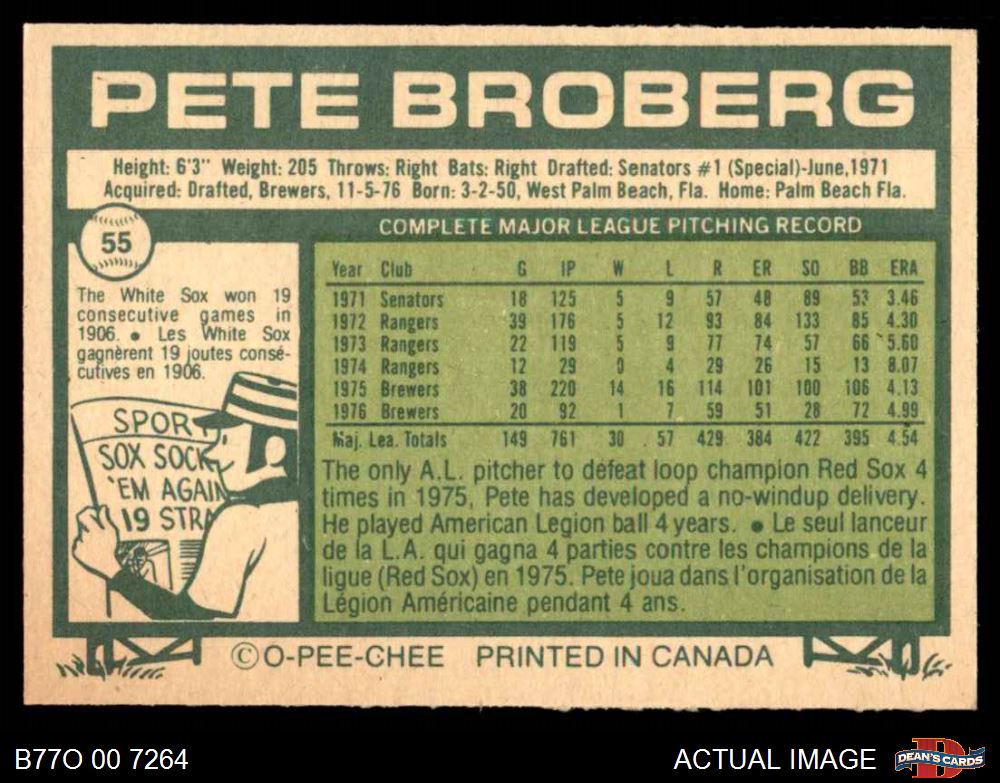 PETE BROBERG
Height: 6'3" Weight: 205 Throws: Right Bats: Right Drafted: Senators #1 (Special)-June,1971
Acquired: Drafted, Brewers, 11-5-76 Born: 3-2-50, West Palm Beach, Fla. Home: Palm Beach Fla.
55
The White Sox won 19
consecutive games in
1906. • Les White Sox
gagnèrent 19 joutes consé-
cutives en 1906.
SPOR
SOX SOCK
'EM AGAIN
19 STRA
COMPLETE MAJOR LEAGUE PITCHING RECORD
Year Club G IP W L R ER SO BB ERA
1971 Senators 18 125 5 9 57 48 89 53 3.46
1972 Rangers 39 176 5 12 93 84 133 85 4.30
1973 Rangers 22 119 5 9 77 74 57 66 5.60
1974 Rangers 12 29 0 4 29 26 15 13 8.07
1975 Brewers 38 220 14 16 114 101 100 106 4.13
1976 Brewers 20 92 1 7 59 51 28 72 4.99
Maj. Lea. Totals 149 761 30 57 429 384 422 395 4.54
The only A.L. pitcher to defeat loop champion Red Sox 4
times in 1975, Pete has developed a no-windup delivery.
He played American Legion ball 4 years. • Le seul lanceur
de la L.A. qui gagna 4 parties contre les champions de la
ligue (Red Sox) en 1975. Pete joua dans l'organisation de la
Légion Américaine pendant 4 ans.
© O-PEE-CHEE PRINTED IN CANADA
B77O 00 7264
ACTUAL IMAGE
DEAN'S CARDS